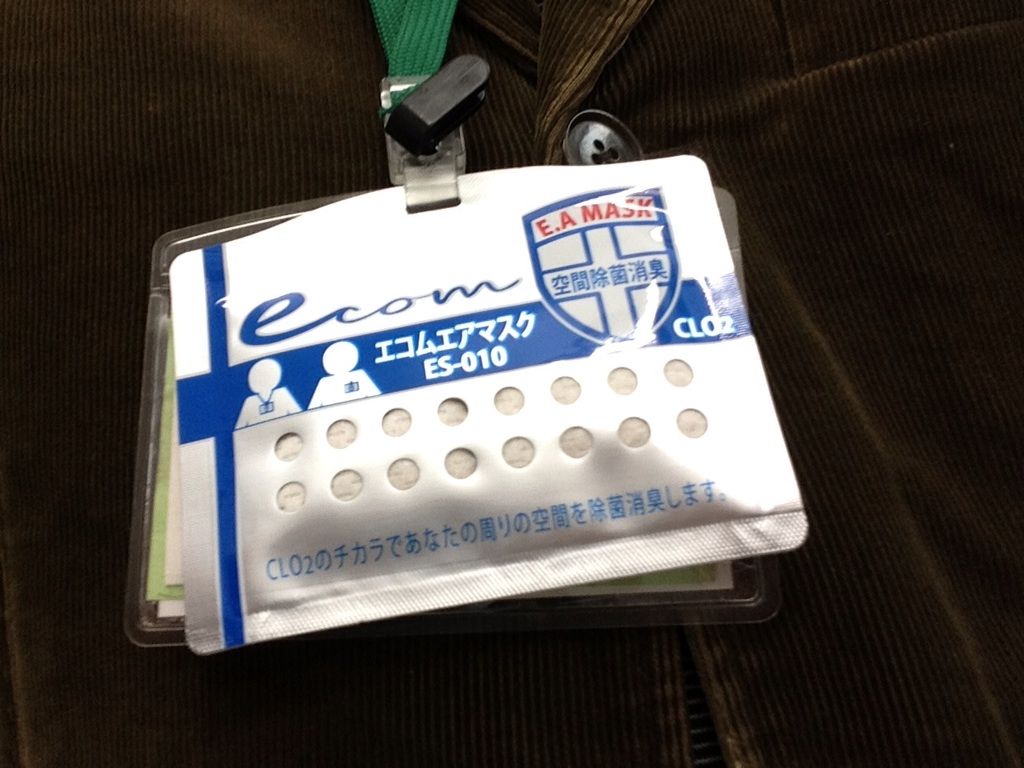 E.A MASK
空間除菌消臭
ecom
エコムエアマスク
ES-010
CLO2
CLO2のチカラであなたの周りの空間を除菌消臭します。